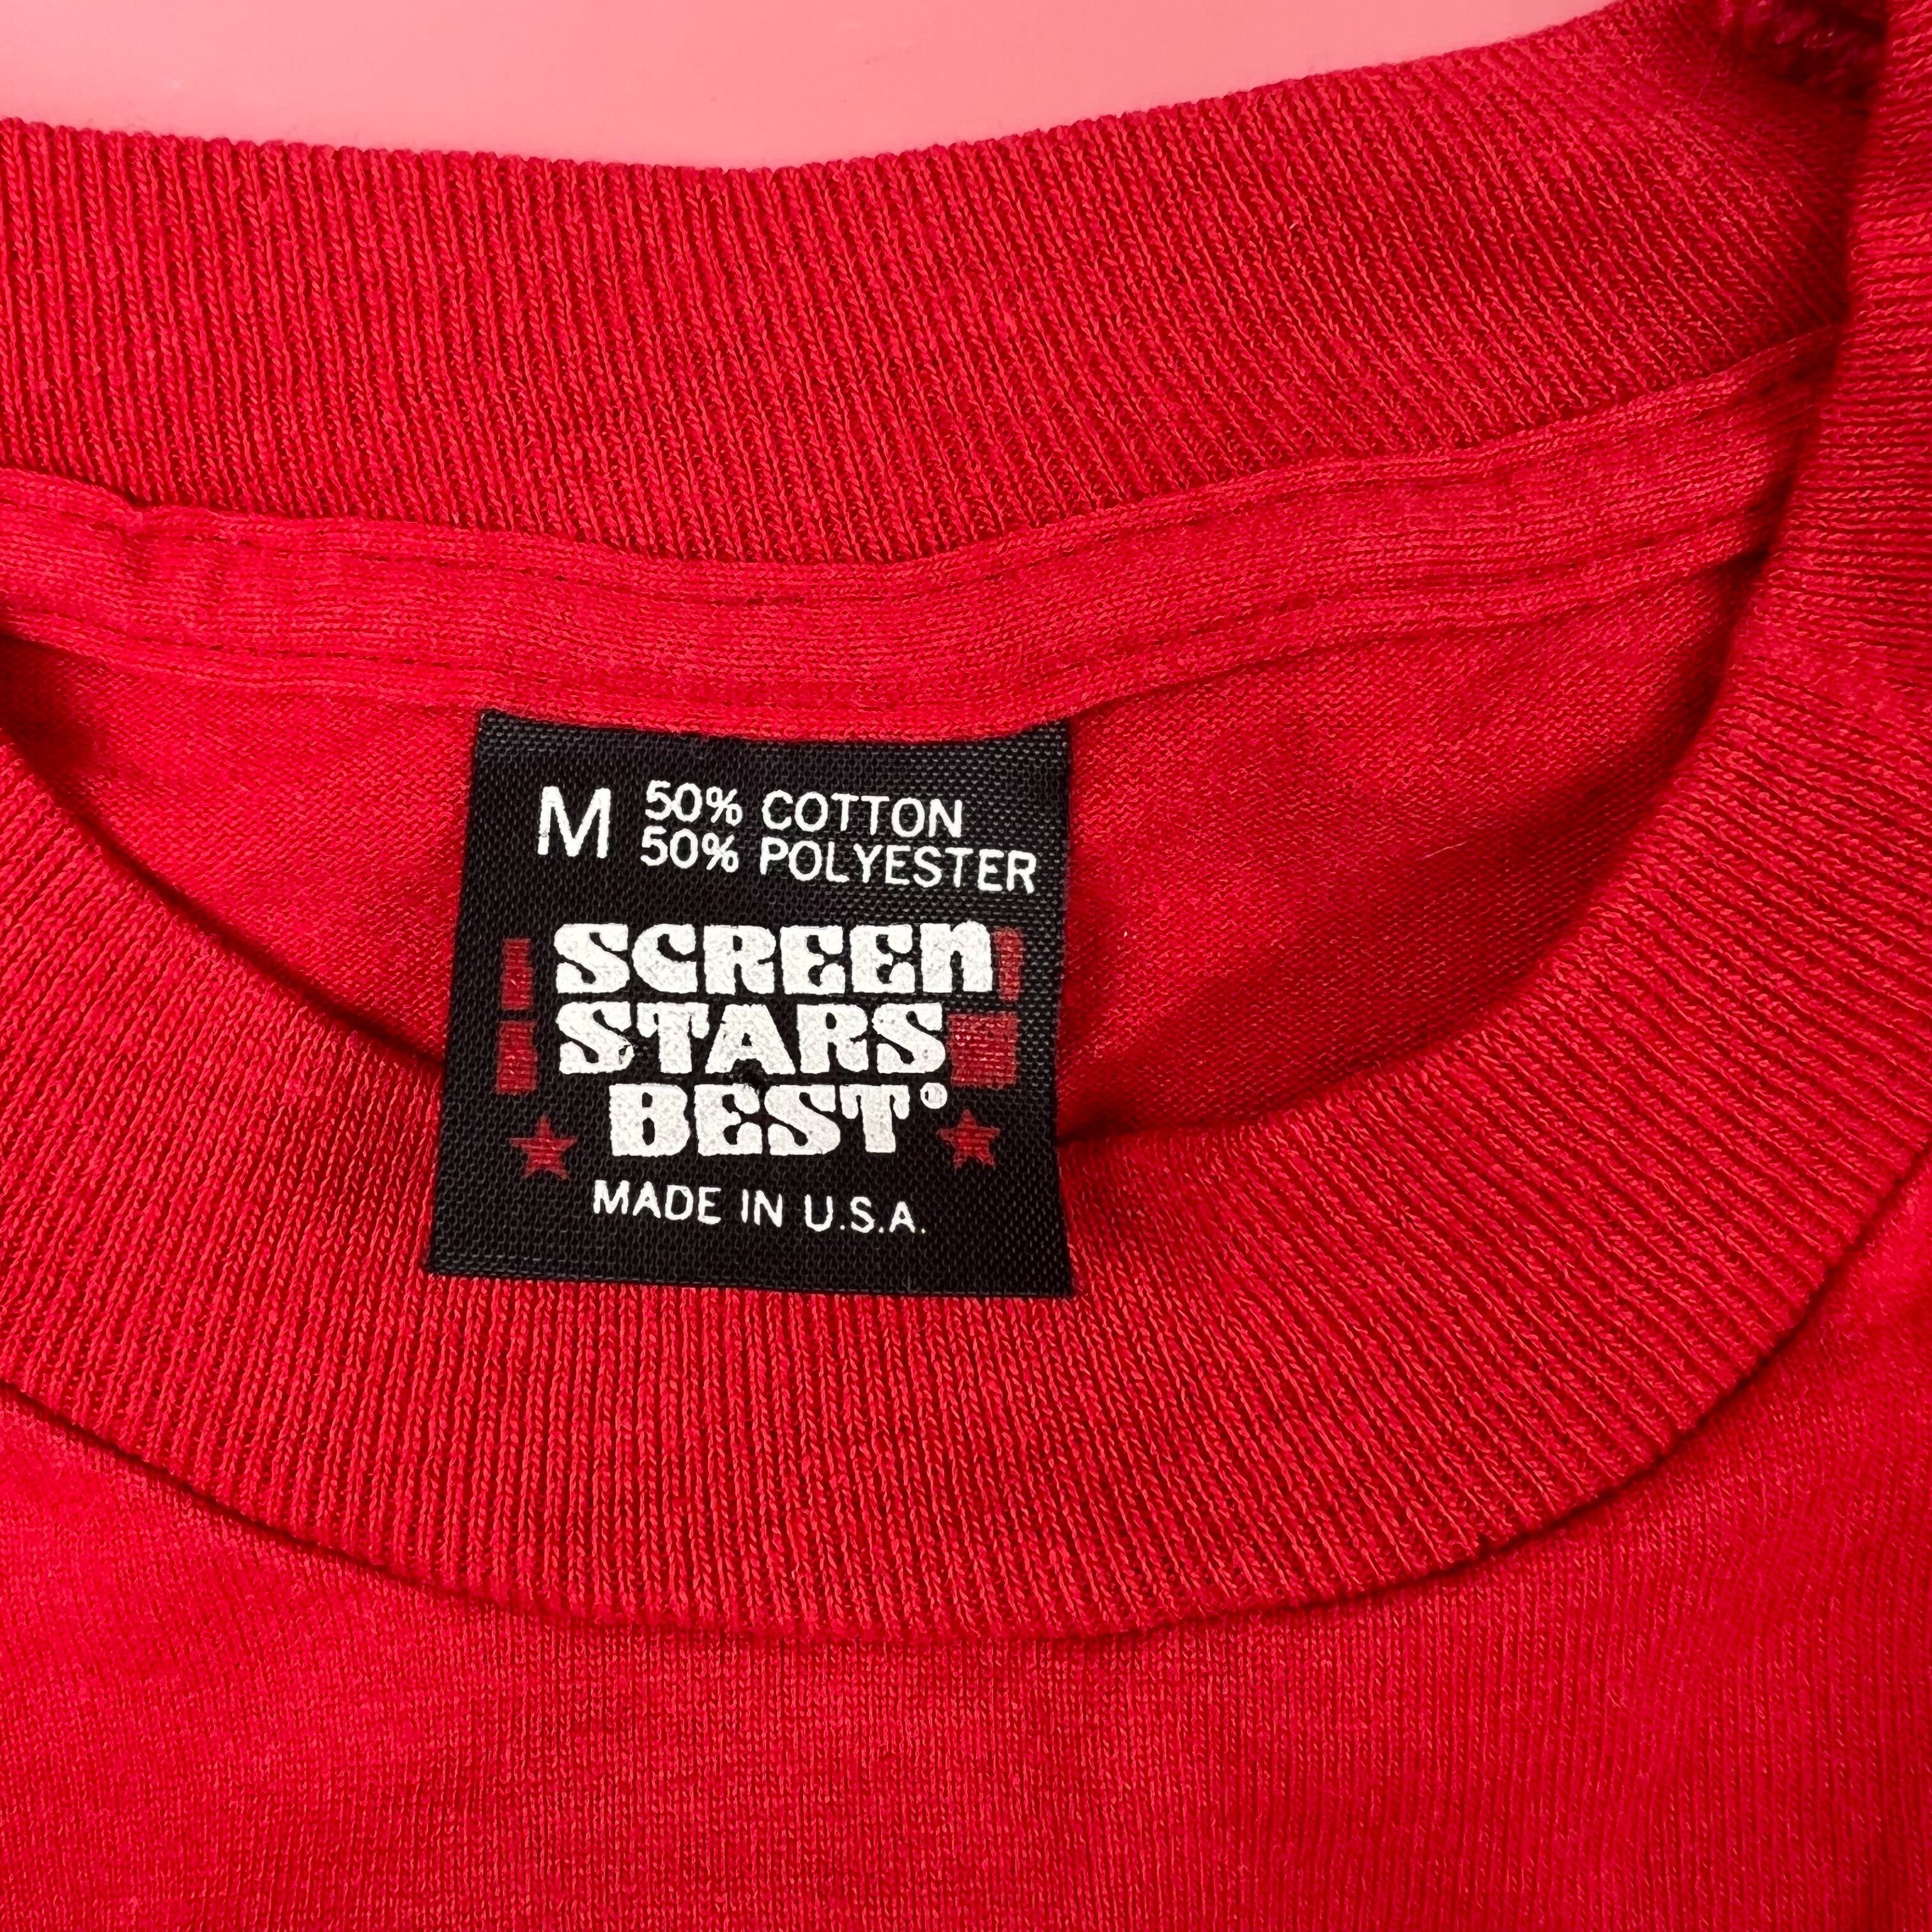 M 50% COTTON
50% POLYESTER
SCREEN
STARS
BEST®
MADE IN U.S.A.